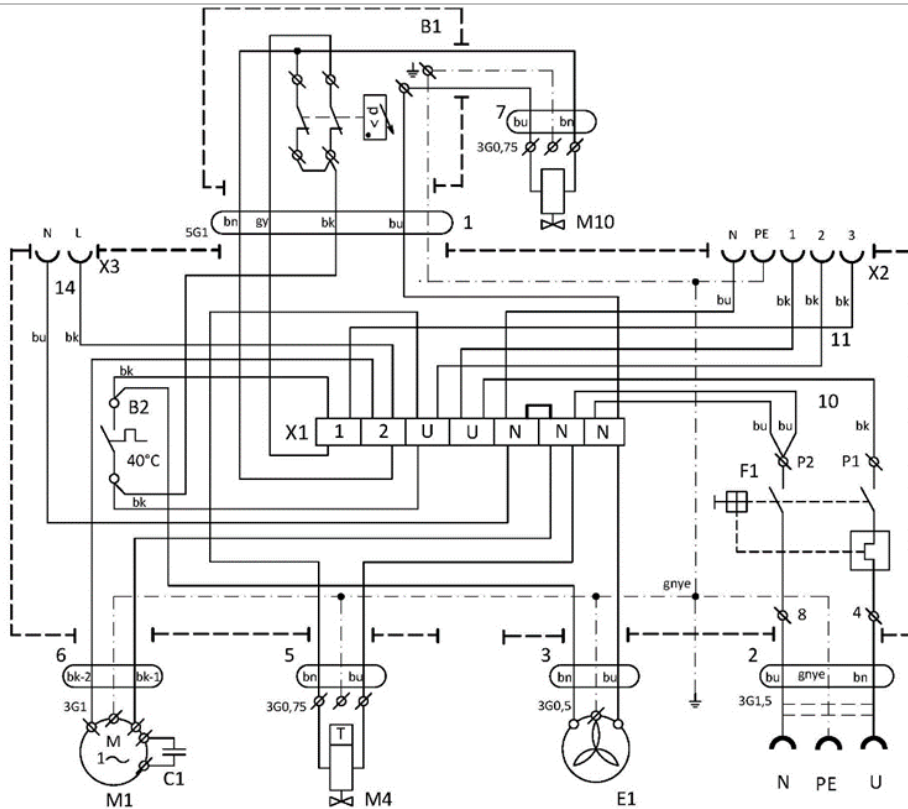 B1
7 bu bn
3G0,75
M10
bn gy bk bu 1
5G1
N L
X3
14
N PE 1 2 3
X2
bu bk bk bk
bu bk
11
bk
B2
40°C
bk
X1 1 2 U U N N N
10
bu bu bk
F1 P2 P1
gnye
8 4
6 5 3 2
bk-2 bk-1 bn bu bn bu bu gnye bn
3G1 3G0,75 3G0,5 3G1,5
M
1
C1
M1
T
M4
E1
N PE U